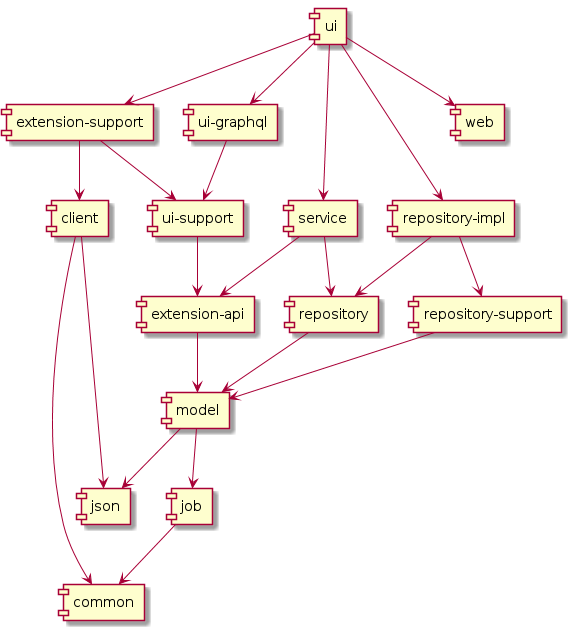 ui
extension-support
ui-graphql
web
client
ui-support
service
repository-impl
extension-api
repository
repository-support
model
json
job
common